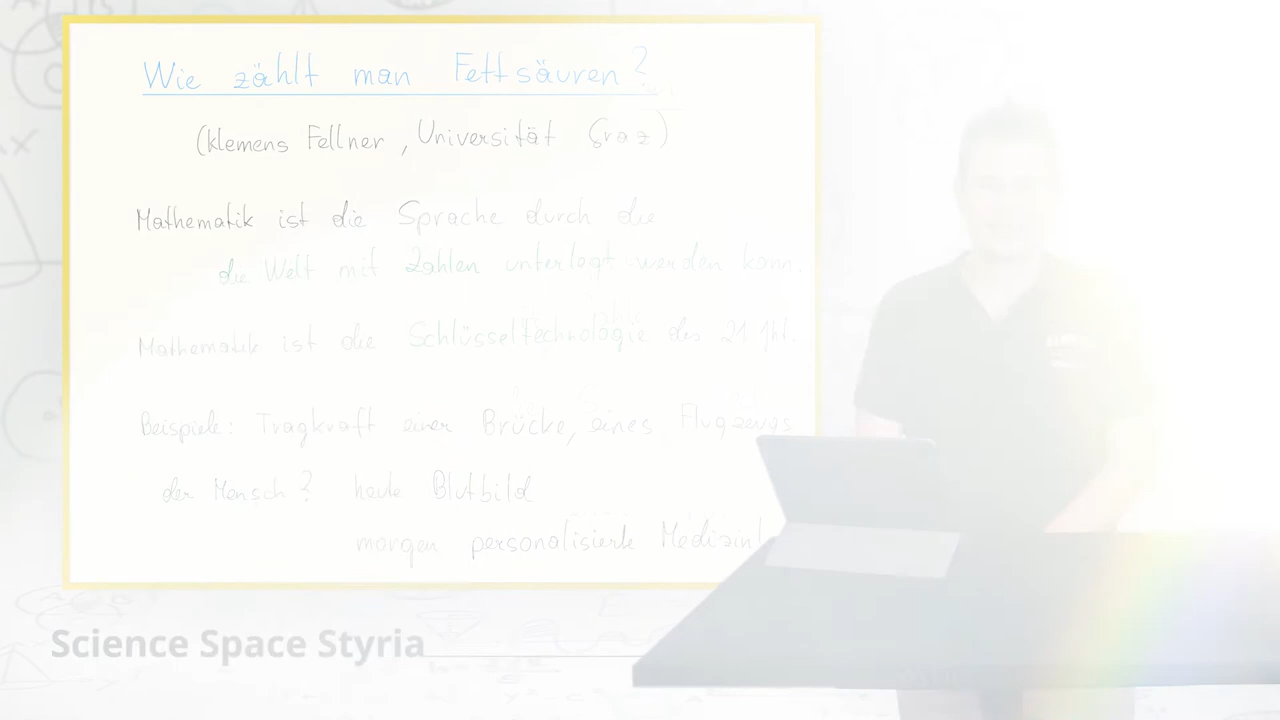 Wie zählt man Fettsäuren?
(Klemens Fellner, Universität Graz)
Mathematik ist die Sprache durch die
die Welt mit Zahlen unterlegt werden kann.
Mathematik ist die Schlüsseltechnologie des 21. Jht.
Beispiele: Tragkraft einer Brücke, eines Flugzeugs
der Mensch? heute Blutbild
morgen personalisierte Medizin!
Science Space Styria